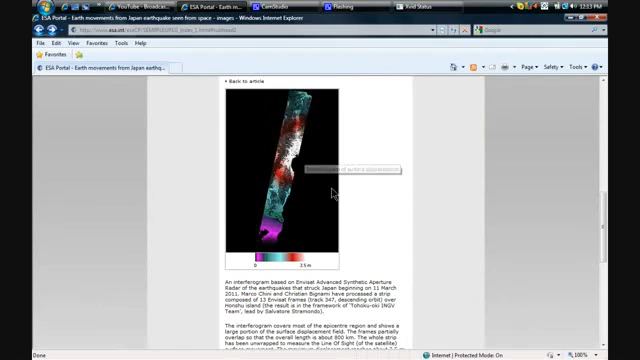 YouTube - Broadcast...
ESA Portal - Earth m...
CamStudio
Flashing
Xvid Status
12:13 PM
ESA Portal - Earth movements from Japan earthquake seen from space - images - Windows Internet Explorer
Google
File Edit View Favorites Tools Help
Favorites
ESA Portal - Earth movements from Japan earthq...
Page Safety Tools
Back to article
0 2.5 m
An interferogram based on Envisat Advanced Synthetic Aperture
Radar of the earthquakes that struck Japan beginning on 11 March
2011. Marco Chini and Christian Bignami have processed a strip
composed of 13 Envisat frames (track 347, descending orbit) over
Honshu island (the result is in the framework of 'Tohoku-oki INGV
Team', lead by Salvatore Stramondo).
The interferogram covers most of the epicentre region and shows a
large portion of the surface displacement field. The frames partially
overlap so that the overall length is about 800 km. The whole strip
has been unwrapped to measure the Line Of Sight (of the satellite)
Done
Internet | Protected Mode: On
100%